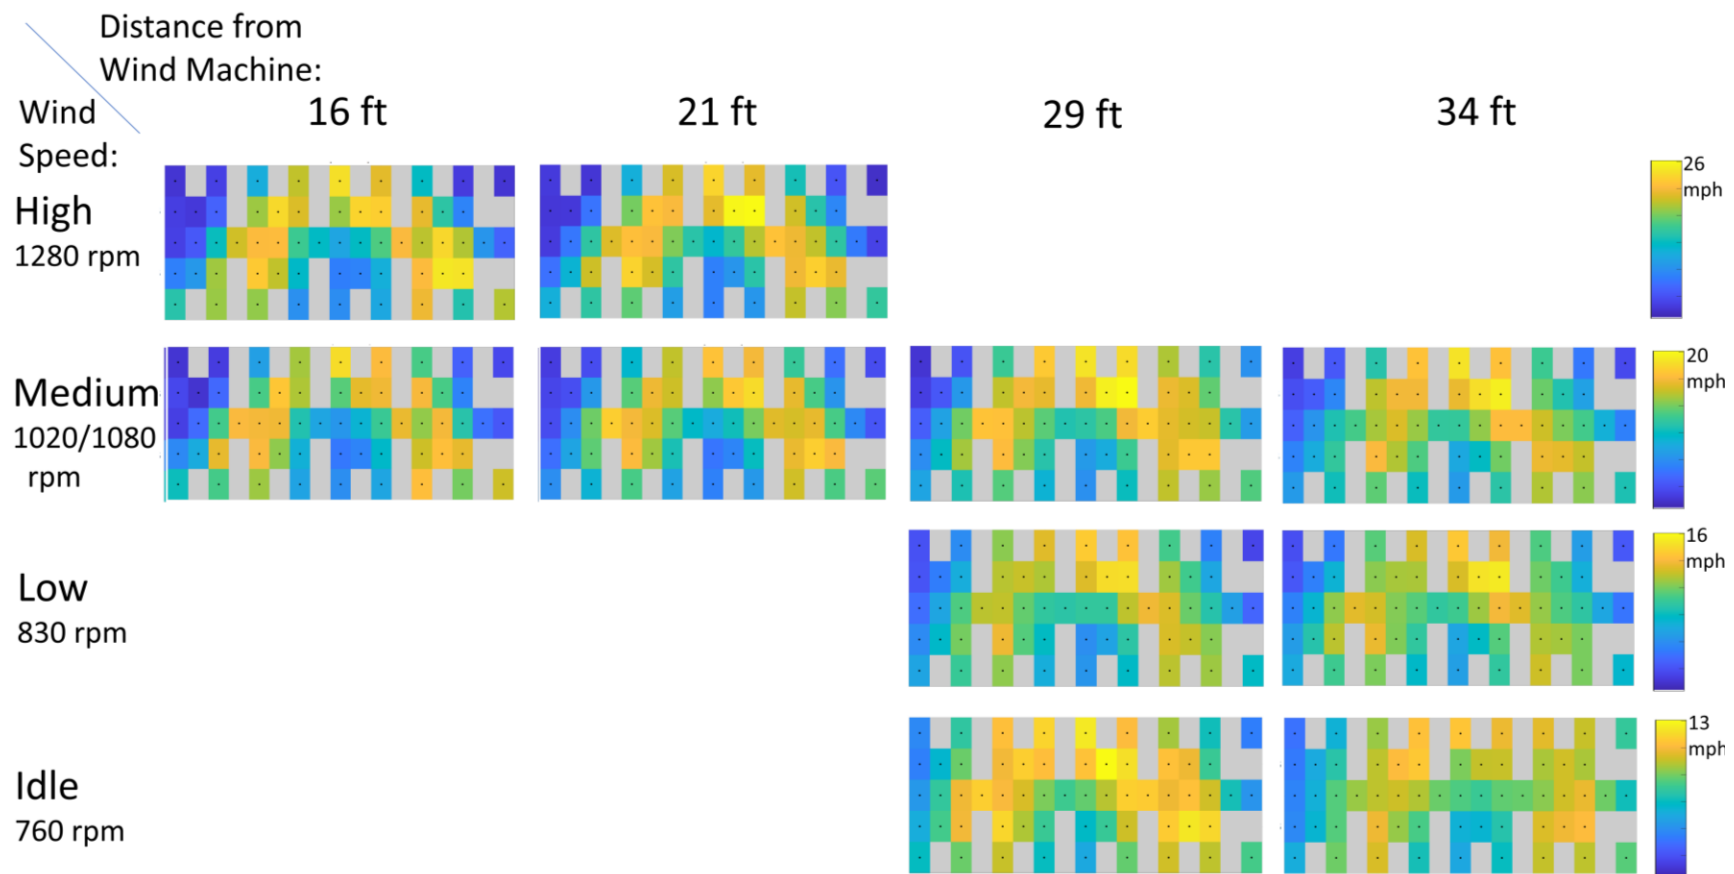 Distance from
Wind Machine:
Wind
Speed:
16 ft
21 ft
29 ft
34 ft
High
1280 rpm
26
mph
Medium
1020/1080
rpm
20
mph
Low
830 rpm
16
mph
Idle
760 rpm
13
mph